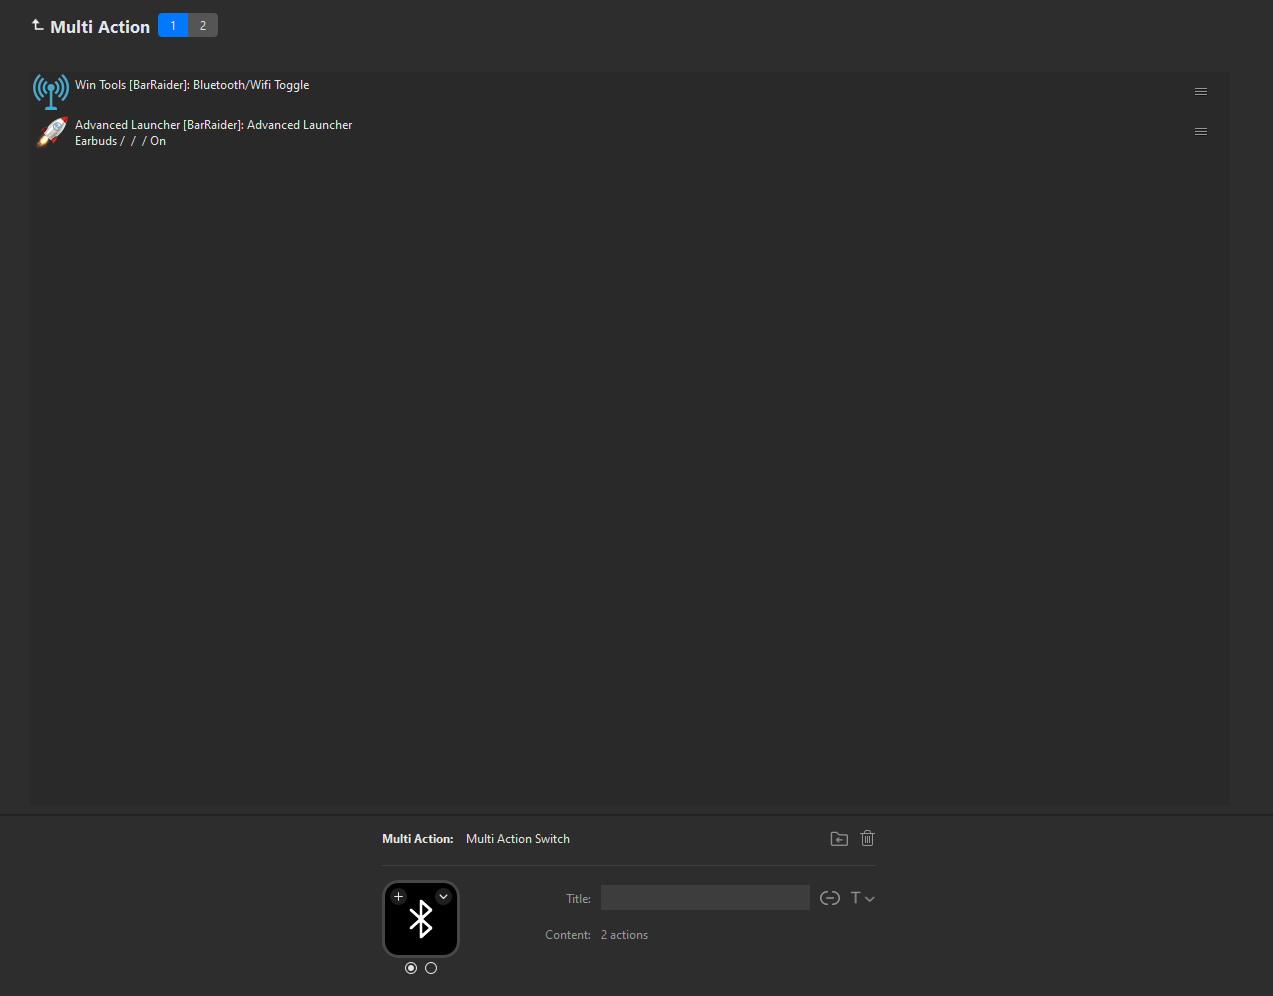 Multi Action 1 2
Win Tools [BarRaider]: Bluetooth/Wifi Toggle
Advanced Launcher [BarRaider]: Advanced Launcher
Earbuds / / / On
Multi Action: Multi Action Switch
Title: T
Content: 2 actions